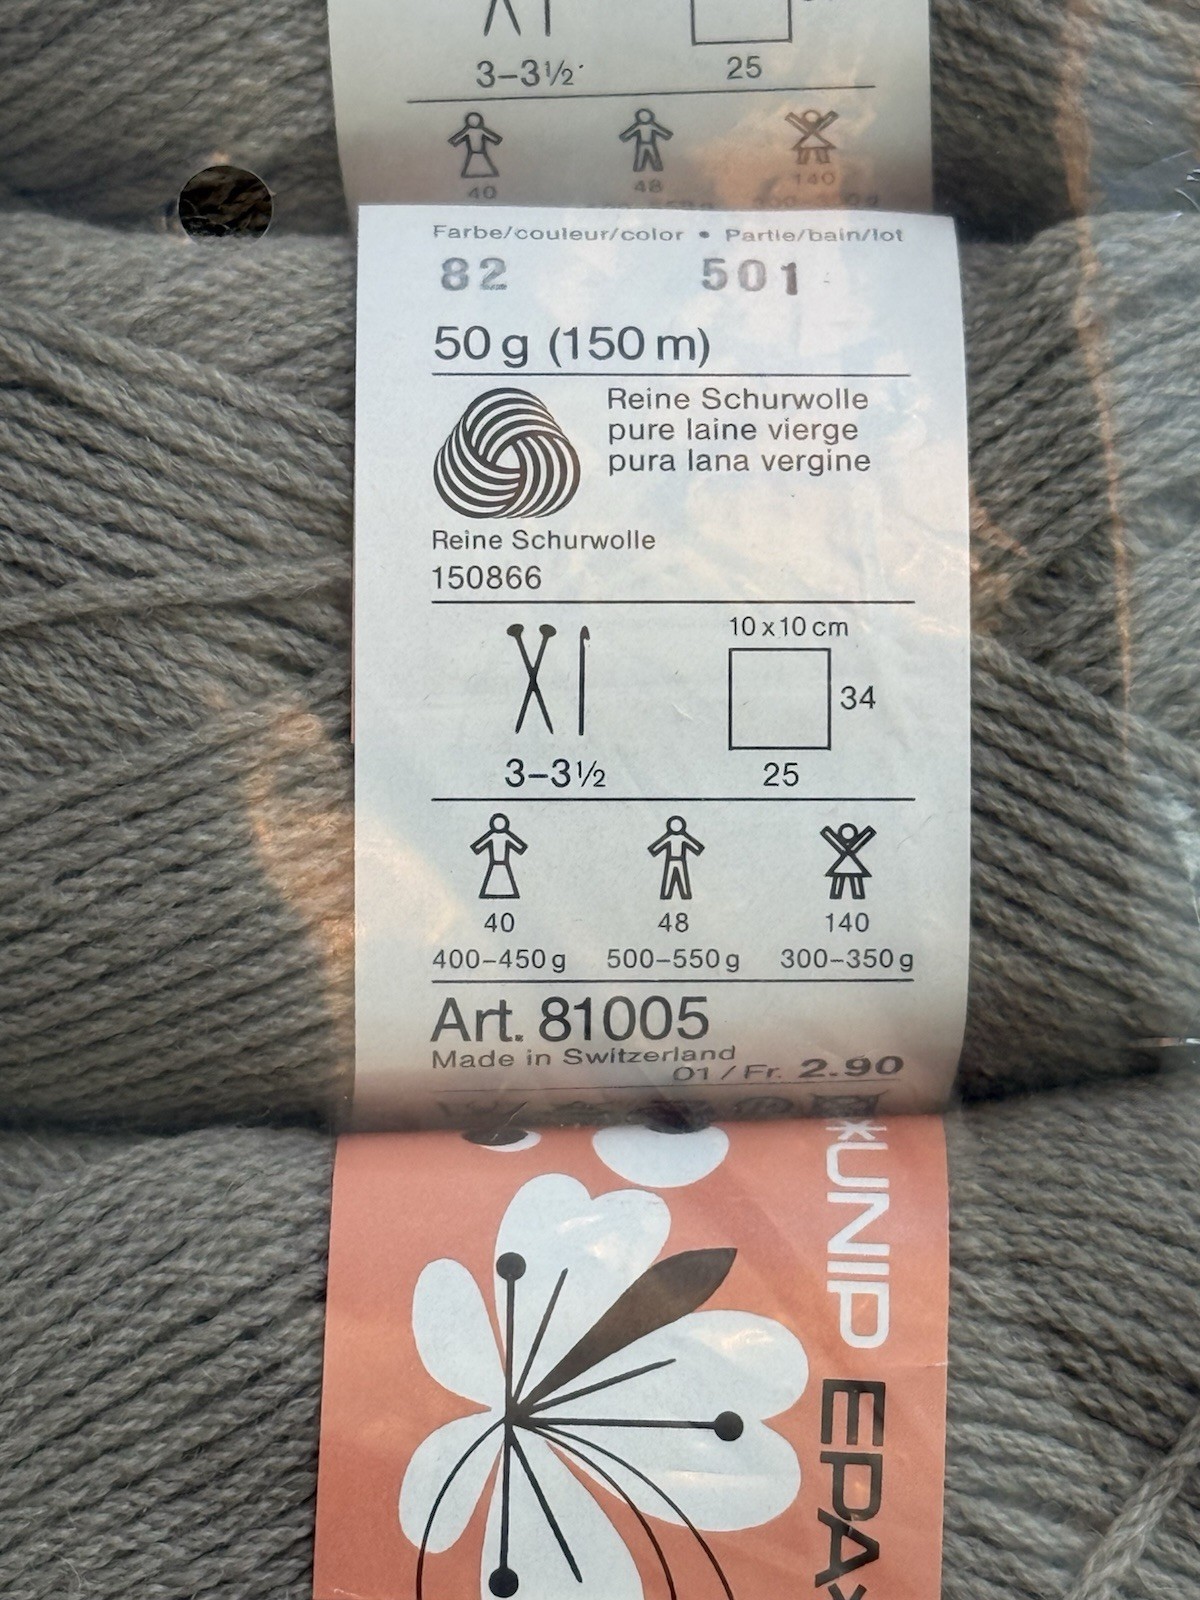 3–3½
25
40
48
140
Farbe/couleur/color • Partie/bain/lot
82 501
50 g (150 m)
Reine Schurwolle
pure laine vierge
pura lana vergine
Reine Schurwolle
150866
10 x 10 cm
34
3–3½
25
40
48
140
400–450 g
500–550 g
300–350 g
Art. 81005
Made in Switzerland
01 / Fr. 2.90
UNIP
EPA